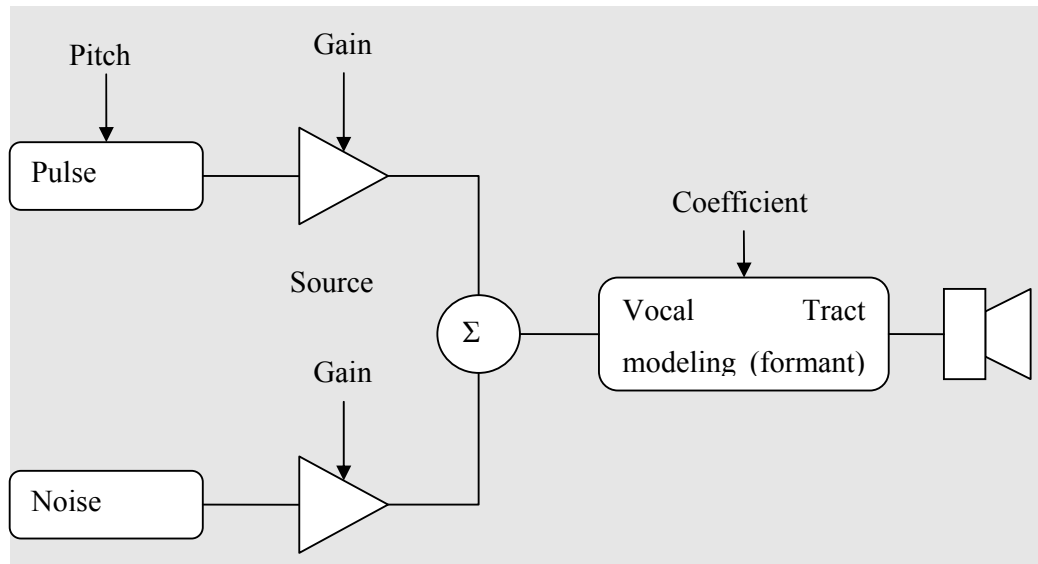 Gain
Pitch
Pulse
Coefficient
Source
Vocal Tract
Σ
modeling (formant)
Gain
Noise